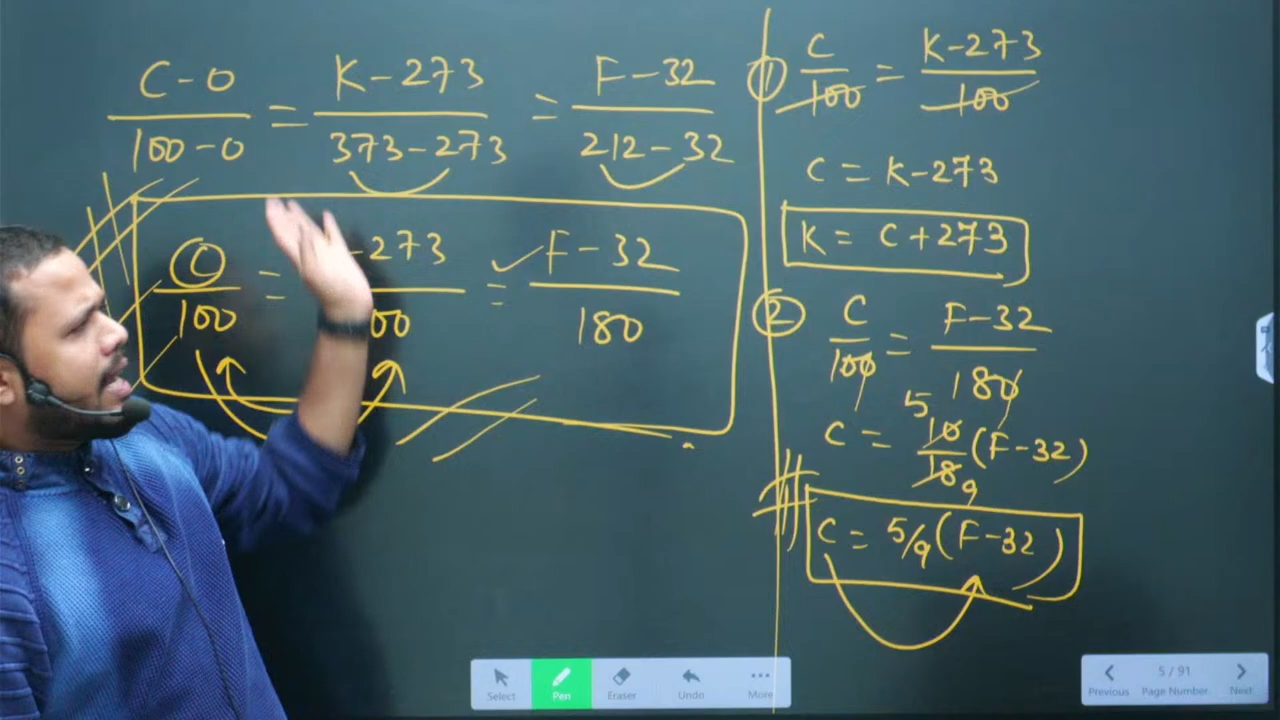 C-0 / 100-0 = K-273 / 373-273 = F-32 / 212-32
C / 100 = -273 / 00 = F-32 / 180
① C / 100 = K-273 / 100
C = K-273
K = C+273
② C / 100 = F-32 / 180
C = 10 / 18 (F-32)
5
9
C = 5/9 (F-32)
Select Pen Eraser Undo More
Previous 5 / 91 Page Number Next